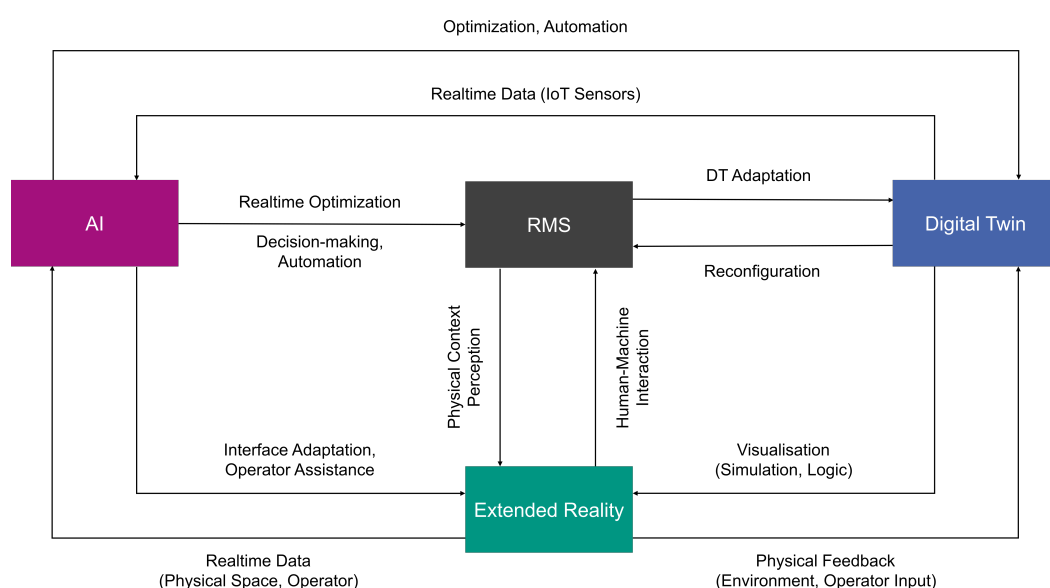 Optimization, Automation
Realtime Data (IoT Sensors)
AI
Realtime Optimization
Decision-making,
Automation
RMS
DT Adaptation
Reconfiguration
Digital Twin
Physical Context
Perception
Human-Machine
Interaction
Interface Adaptation,
Operator Assistance
Extended Reality
Visualisation
(Simulation, Logic)
Realtime Data
(Physical Space, Operator)
Physical Feedback
(Environment, Operator Input)